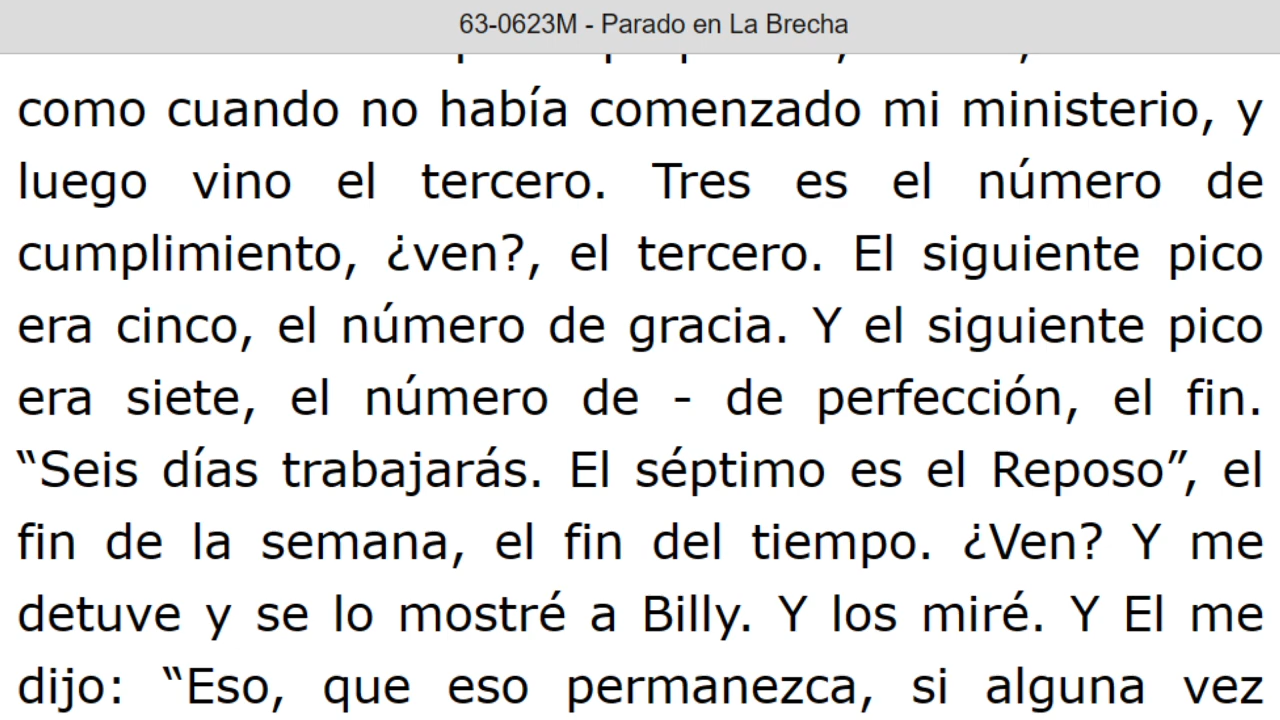 63-0623M - Parado en La Brecha
como cuando no había comenzado mi ministerio, y
luego vino el tercero. Tres es el número de
cumplimiento, ¿ven?, el tercero. El siguiente pico
era cinco, el número de gracia. Y el siguiente pico
era siete, el número de - de perfección, el fin.
“Seis días trabajarás. El séptimo es el Reposo”, el
fin de la semana, el fin del tiempo. ¿Ven? Y me
detuve y se lo mostré a Billy. Y los miré. Y El me
dijo: “Eso, que eso permanezca, si alguna vez